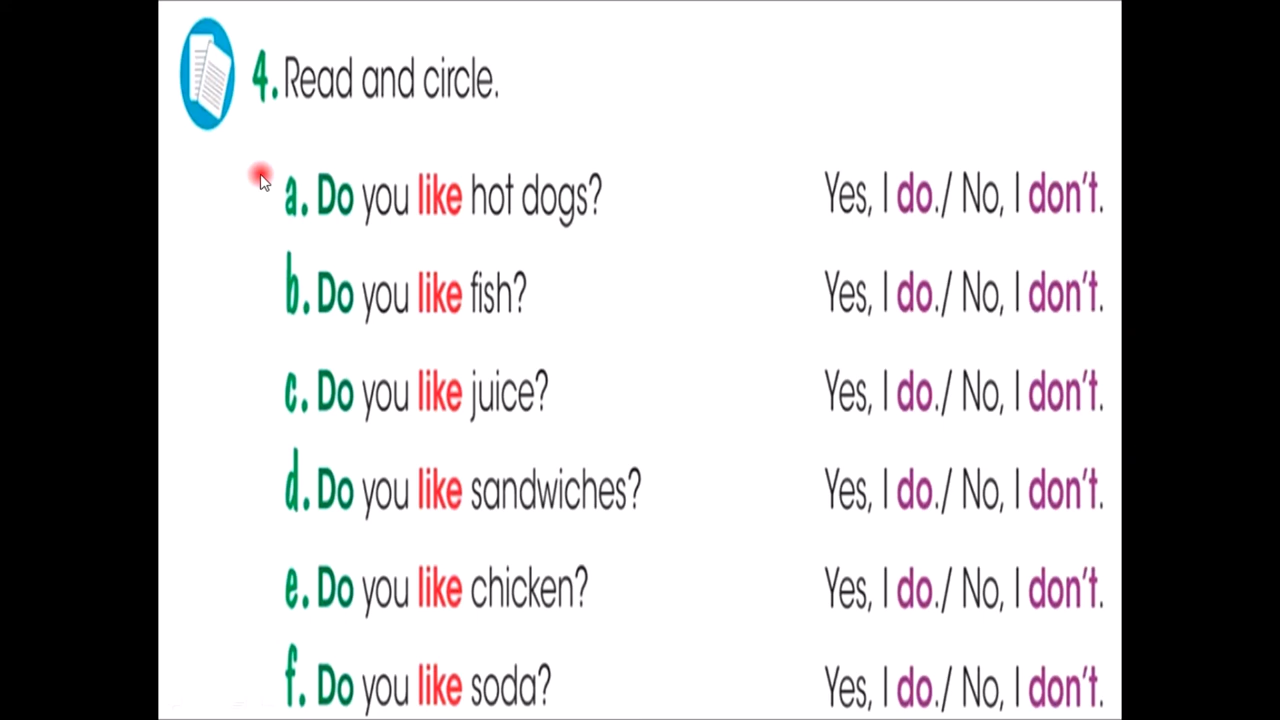 4. Read and circle.
a. Do you like hot dogs? Yes, I do./ No, I don't.
b. Do you like fish? Yes, I do./ No, I don't.
c. Do you like juice? Yes, I do./ No, I don't.
d. Do you like sandwiches? Yes, I do./ No, I don't.
e. Do you like chicken? Yes, I do./ No, I don't.
f. Do you like soda? Yes, I do./ No, I don't.